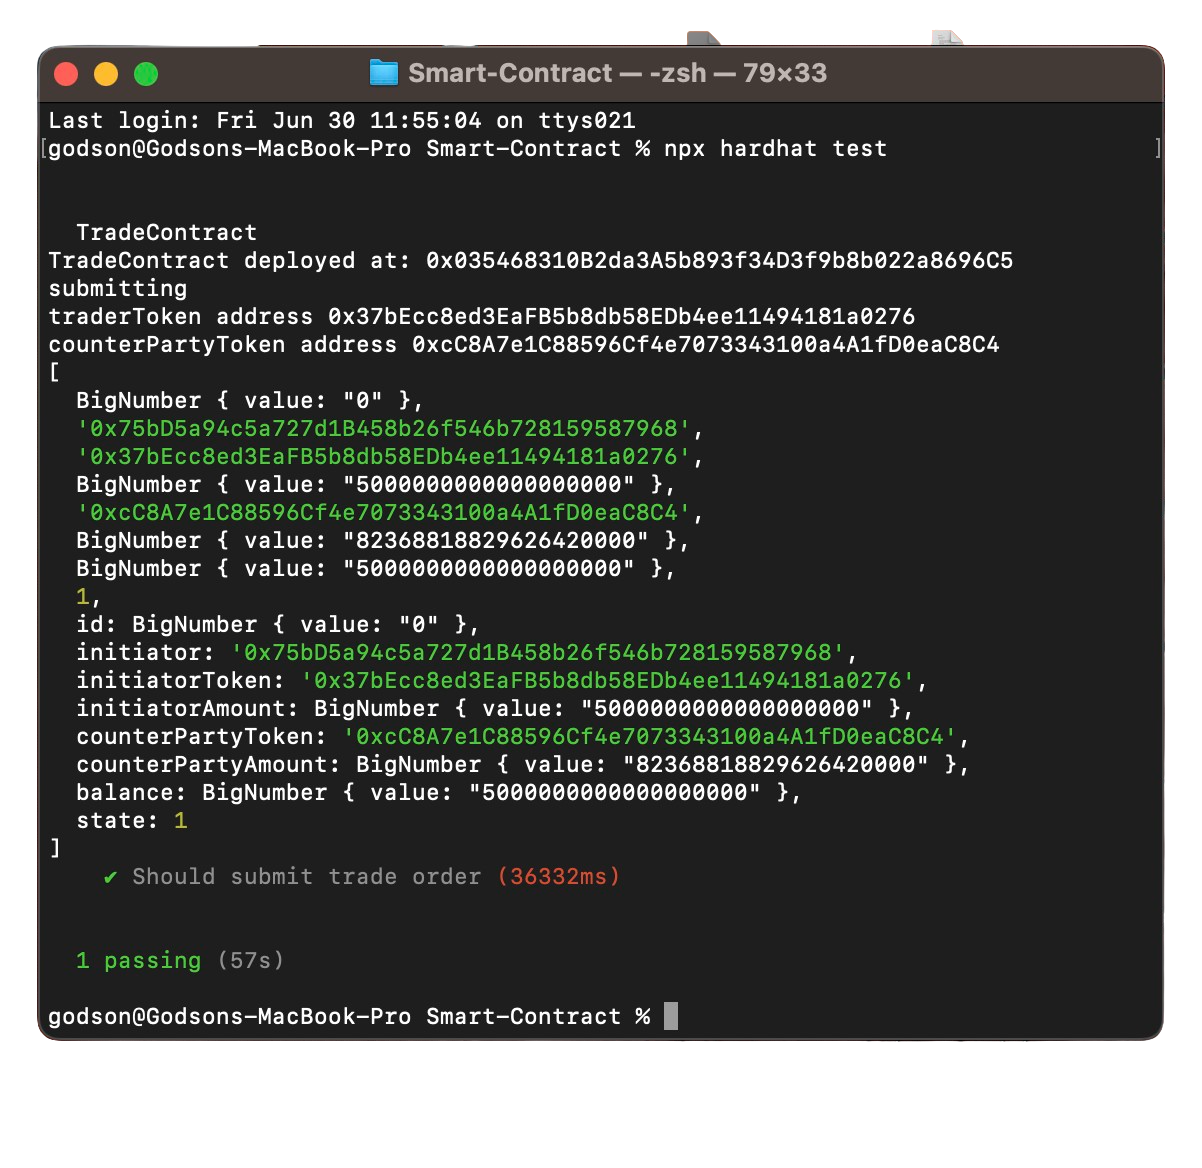 Smart-Contract — -zsh — 79×33
Last login: Fri Jun 30 11:55:04 on ttys021
[godson@Godsons-MacBook-Pro Smart-Contract % npx hardhat test ]
TradeContract
TradeContract deployed at: 0x035468310B2da3A5b893f34D3f9b8b022a8696C5
submitting
traderToken address 0x37bEcc8ed3EaFB5b8db58EDb4ee11494181a0276
counterPartyToken address 0xcC8A7e1C88596Cf4e7073343100a4A1fD0eaC8C4
[
BigNumber { value: "0" },
'0x75bD5a94c5a727d1B458b26f546b728159587968',
'0x37bEcc8ed3EaFB5b8db58EDb4ee11494181a0276',
BigNumber { value: "5000000000000000000" },
'0xcC8A7e1C88596Cf4e7073343100a4A1fD0eaC8C4',
BigNumber { value: "82368818829626420000" },
BigNumber { value: "5000000000000000000" },
1,
id: BigNumber { value: "0" },
initiator: '0x75bD5a94c5a727d1B458b26f546b728159587968',
initiatorToken: '0x37bEcc8ed3EaFB5b8db58EDb4ee11494181a0276',
initiatorAmount: BigNumber { value: "5000000000000000000" },
counterPartyToken: '0xcC8A7e1C88596Cf4e7073343100a4A1fD0eaC8C4',
counterPartyAmount: BigNumber { value: "82368818829626420000" },
balance: BigNumber { value: "5000000000000000000" },
state: 1
]
✔ Should submit trade order (36332ms)
1 passing (57s)
godson@Godsons-MacBook-Pro Smart-Contract %